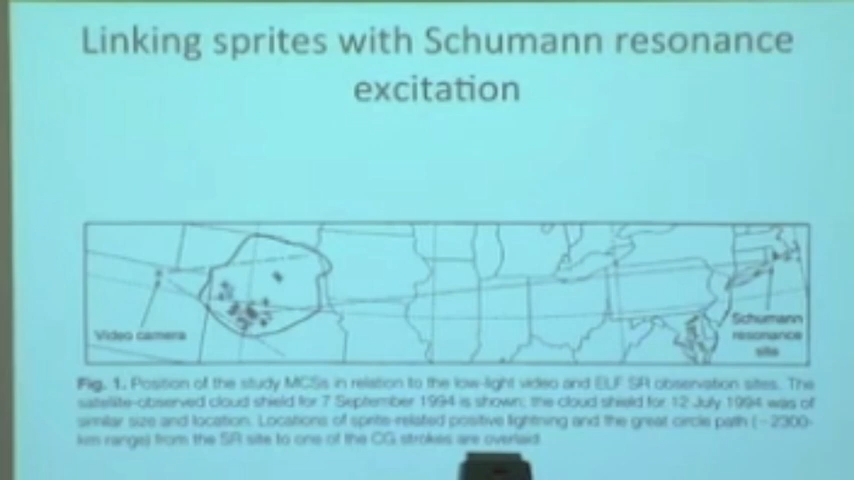 Linking sprites with Schumann resonance
excitation
Video camera
Schumann
resonance
site
Fig. 1. Position of the study MCSs in relation to the low-light video and ELF SR observation sites. The
satellite-observed cloud shield for 7 September 1994 is shown; the cloud shield for 12 July 1994 was of
similar size and location. Locations of sprite-related positive lightning and the great circle path (~2300-
km range) from the SR site to one of the CG strokes are overlaid.